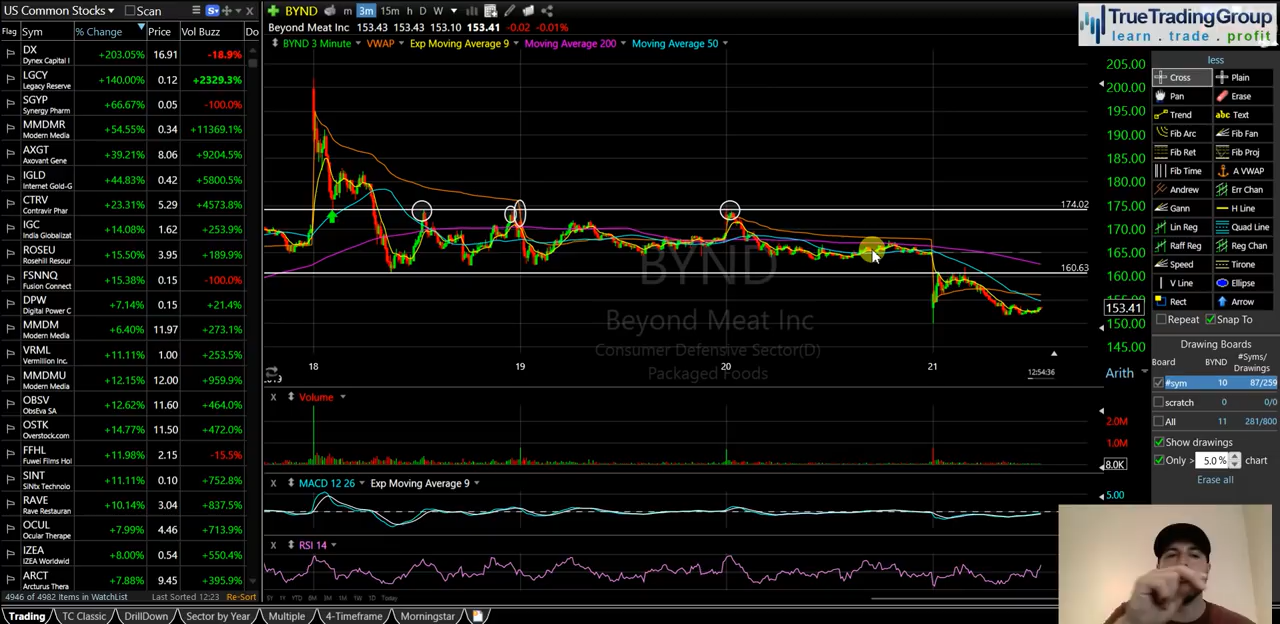 US Common Stocks Scan
Flag Sym % Change Price Vol Buzz Do
DX +203.05% 16.91 -18.9%
Dynex Capital I
LGCY +140.00% 0.12 +2329.3%
Legacy Reserve
SGYP +66.67% 0.05 -100.0%
Synergy Pharm
MMDMR +54.55% 0.34 +11369.1%
Modern Media
AXGT +39.21% 8.06 +9204.5%
Axovant Gene
IGLD +44.83% 0.42 +5800.5%
Internet Gold-G
CTRV +23.31% 5.29 +4573.8%
Contravir Phar
IGC +14.08% 1.62 +253.9%
India Globalizat
ROSEU +15.50% 3.95 +189.9%
Rosehill Resour
FSNNQ +15.38% 0.15 -100.0%
Fusion Connect
DPW +7.14% 0.15 +21.4%
Digital Power C
MMDM +6.40% 11.97 +273.1%
Modern Media
VRML +11.11% 1.00 +253.5%
Vermillion Inc.
MMDMU +12.15% 12.00 +959.9%
Modern Media
OBSV +12.62% 11.60 +464.0%
ObsEva SA
OSTK +14.77% 11.50 +472.0%
Overstock.com
FFHL +11.98% 2.15 -15.5%
Fuwei Films Hol
SINT +11.11% 0.10 +752.8%
SINtx Technolo
RAVE +10.14% 3.04 +837.5%
Rave Restauran
OCUL +7.99% 4.46 +713.9%
Ocular Therape
IZEA +8.00% 0.54 +550.4%
IZEA Worldwid
ARCT +7.88% 9.45 +395.9%
Arcturus Thera
4946 of 4982 items in WatchList Last Sorted 12:23 Re-Sort
Trading TC Classic DrillDown Sector by Year Multiple 4-Timeframe Morningstar
BYND m 3m 15m h D W
Beyond Meat Inc 153.43 153.43 153.10 153.41 -0.02 -0.01%
BYND 3 Minute VWAP Exp Moving Average 9 Moving Average 200 Moving Average 50
205.00
200.00
195.00
190.00
185.00
180.00
175.00
174.02
170.00
165.00
160.63
160.00
153.41
150.00
145.00
BYND
Beyond Meat Inc
Consumer Defensive Sector(D)
Packaged Foods
18 19 20 21
12:54:36
Arith
X Volume
2.0M
1.0M
8.0K
X MACD 12 26 Exp Moving Average 9
5.00
X RSI 14
TrueTradingGroup
learn . trade . profit
less
Cross Plain
Pan Erase
Trend abc Text
Fib Arc Fib Fan
Fib Ret Fib Proj
Fib Time A VWAP
Andrew Err Chan
Gann H Line
Lin Reg Quad Line
Raff Reg Reg Chan
Speed Tirone
V Line Ellipse
Rect Arrow
Repeat Snap To
Drawing Boards
Board BYND #Syms/Drawings
#sym 10 87/259
scratch 0 0/0
All 11 281/800
Show drawings
Only > 5.0% chart
Erase all